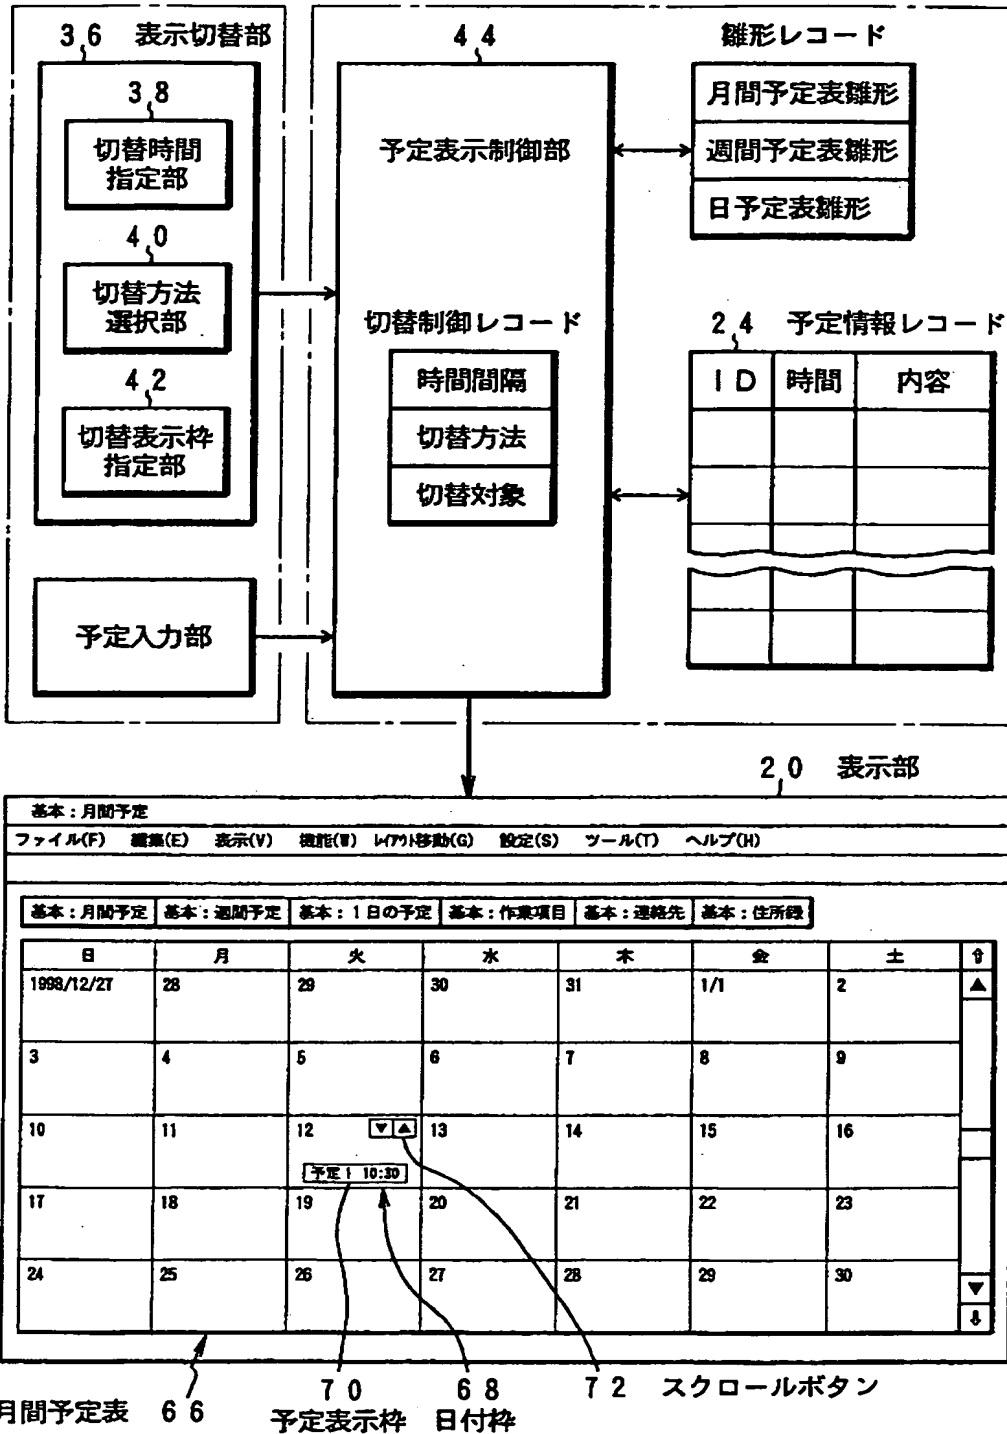 36 表示切替部
38
切替時間
指定部
40
切替方法
選択部
42
切替表示枠
指定部
予定入力部
44
予定表示制御部
切替制御レコード
時間間隔
切替方法
切替対象
雛形レコード
月間予定表雛形
週間予定表雛形
日予定表雛形
24 予定情報レコード
ID 時間 内容
20 表示部
基本:月間予定
ファイル(F) 編集(E) 表示(V) 機能(W) レイアウト移動(G) 設定(S) ツール(T) ヘルプ(H)
基本:月間予定 基本:週間予定 基本:1日の予定 基本:作業項目 基本:連絡先 基本:住所録
日 月 火 水 木 金 土
1998/12/27 28 29 30 31 1/1 2
3 4 5 6 7 8 9
10 11 12 ▼ ▲ 13 14 15 16
予定1 10:30
17 18 19 20 21 22 23
24 25 26 27 28 29 30
月間予定表 66
70
予定表示枠
68
日付枠
72 スクロールボタン